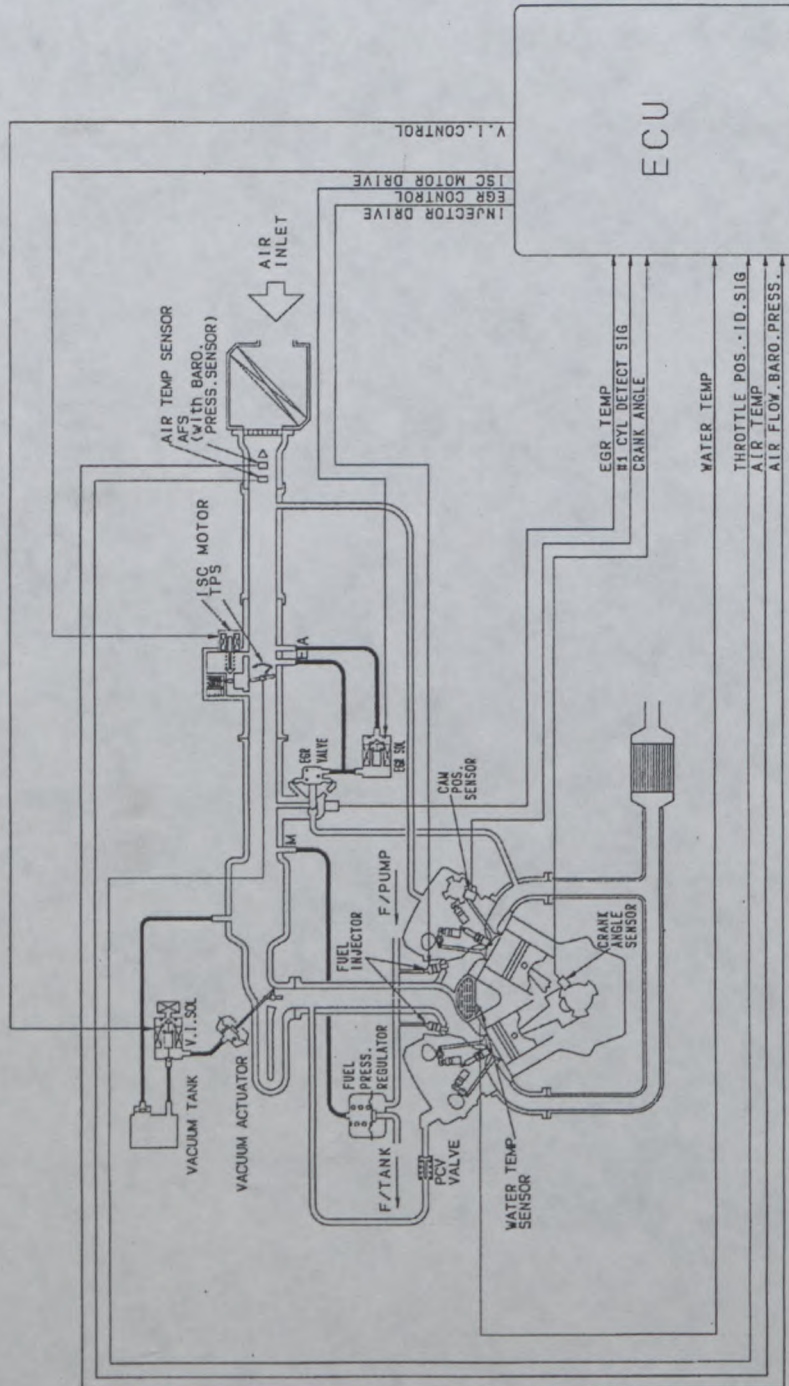 ECU
V.I.CONTROL
ISC MOTOR DRIVE
EGR CONTROL
INJECTOR DRIVE
EGR TEMP
#1 CYL DETECT SIG
CRANK ANGLE
WATER TEMP
THROTTLE POS.·ID.SIG
AIR TEMP
AIR FLOW.BARO.PRESS.
AIR
INLET
AIR TEMP SENSOR
AFS
(With BARO.
PRESS.SENSOR)
ISC MOTOR
TPS
E
A
M
EGR
VALVE
EGR SOL
CAM
POS.
SENSOR
F/PUMP
FUEL
INJECTOR
CRANK
ANGLE
SENSOR
V.I.SOL
VACUUM TANK
VACUUM ACTUATOR
FUEL
PRESS.
REGULATOR
F/TANK
PCV
VALVE
WATER TEMP
SENSOR